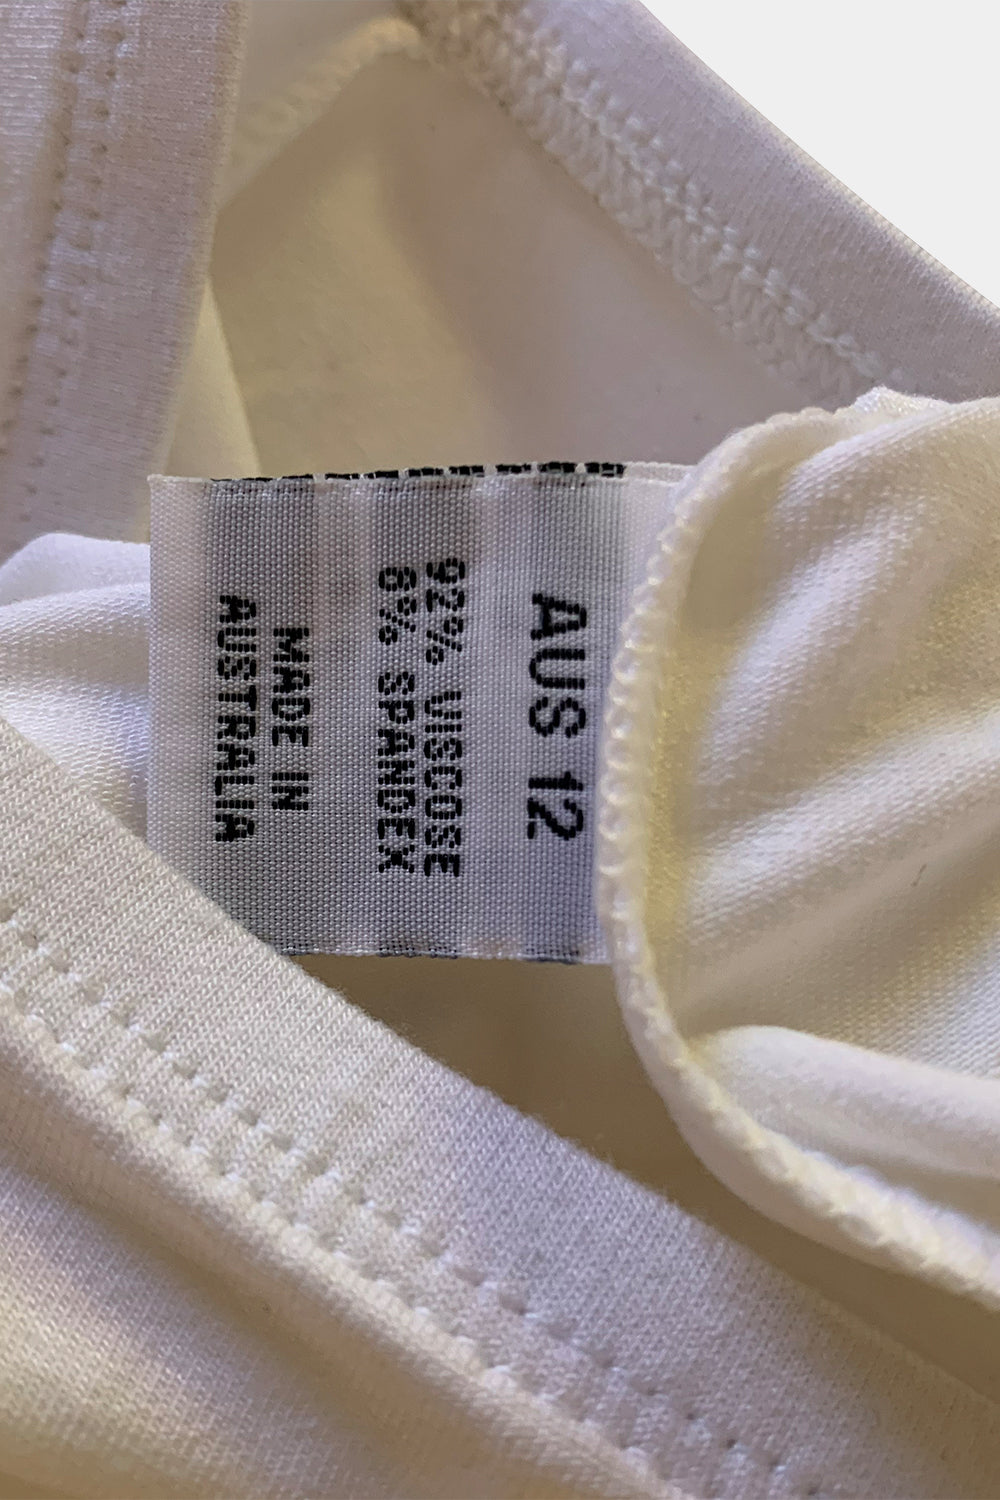 AUS 12
92% VISCOSE
8% SPANDEX
MADE IN
AUSTRALIA